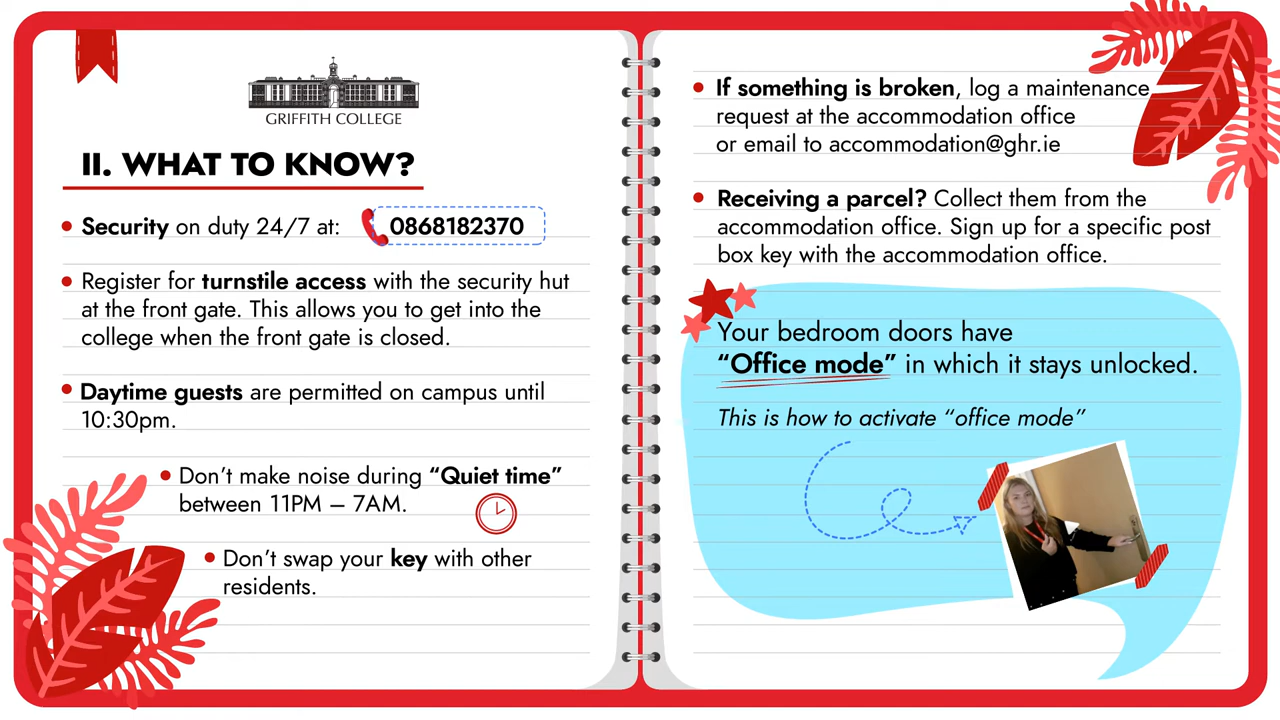 GRIFFITH COLLEGE
II. WHAT TO KNOW?
• Security on duty 24/7 at: 0868182370
• Register for turnstile access with the security hut
at the front gate. This allows you to get into the
college when the front gate is closed.
• Daytime guests are permitted on campus until
10:30pm.
• Don’t make noise during “Quiet time”
between 11PM – 7AM.
• Don’t swap your key with other
residents.
• If something is broken, log a maintenance
request at the accommodation office
or email to accommodation@ghr.ie
• Receiving a parcel? Collect them from the
accommodation office. Sign up for a specific post
box key with the accommodation office.
Your bedroom doors have
“Office mode” in which it stays unlocked.
This is how to activate “office mode”